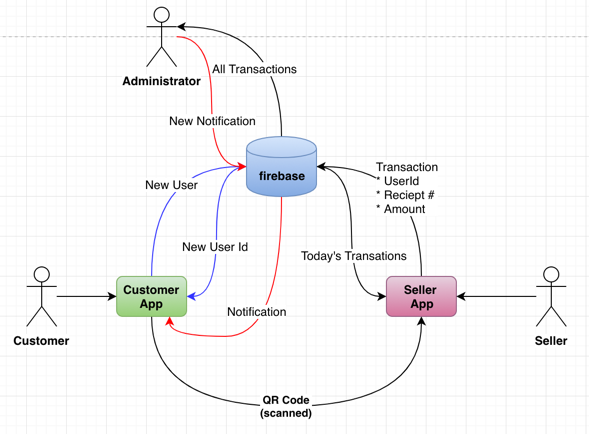 Administrator
All Transactions
New Notification
firebase
Transaction
* UserId
* Reciept #
* Amount
New User
New User Id
Today's Transations
Customer
App
Seller
App
Notification
Customer
Seller
QR Code
(scanned)